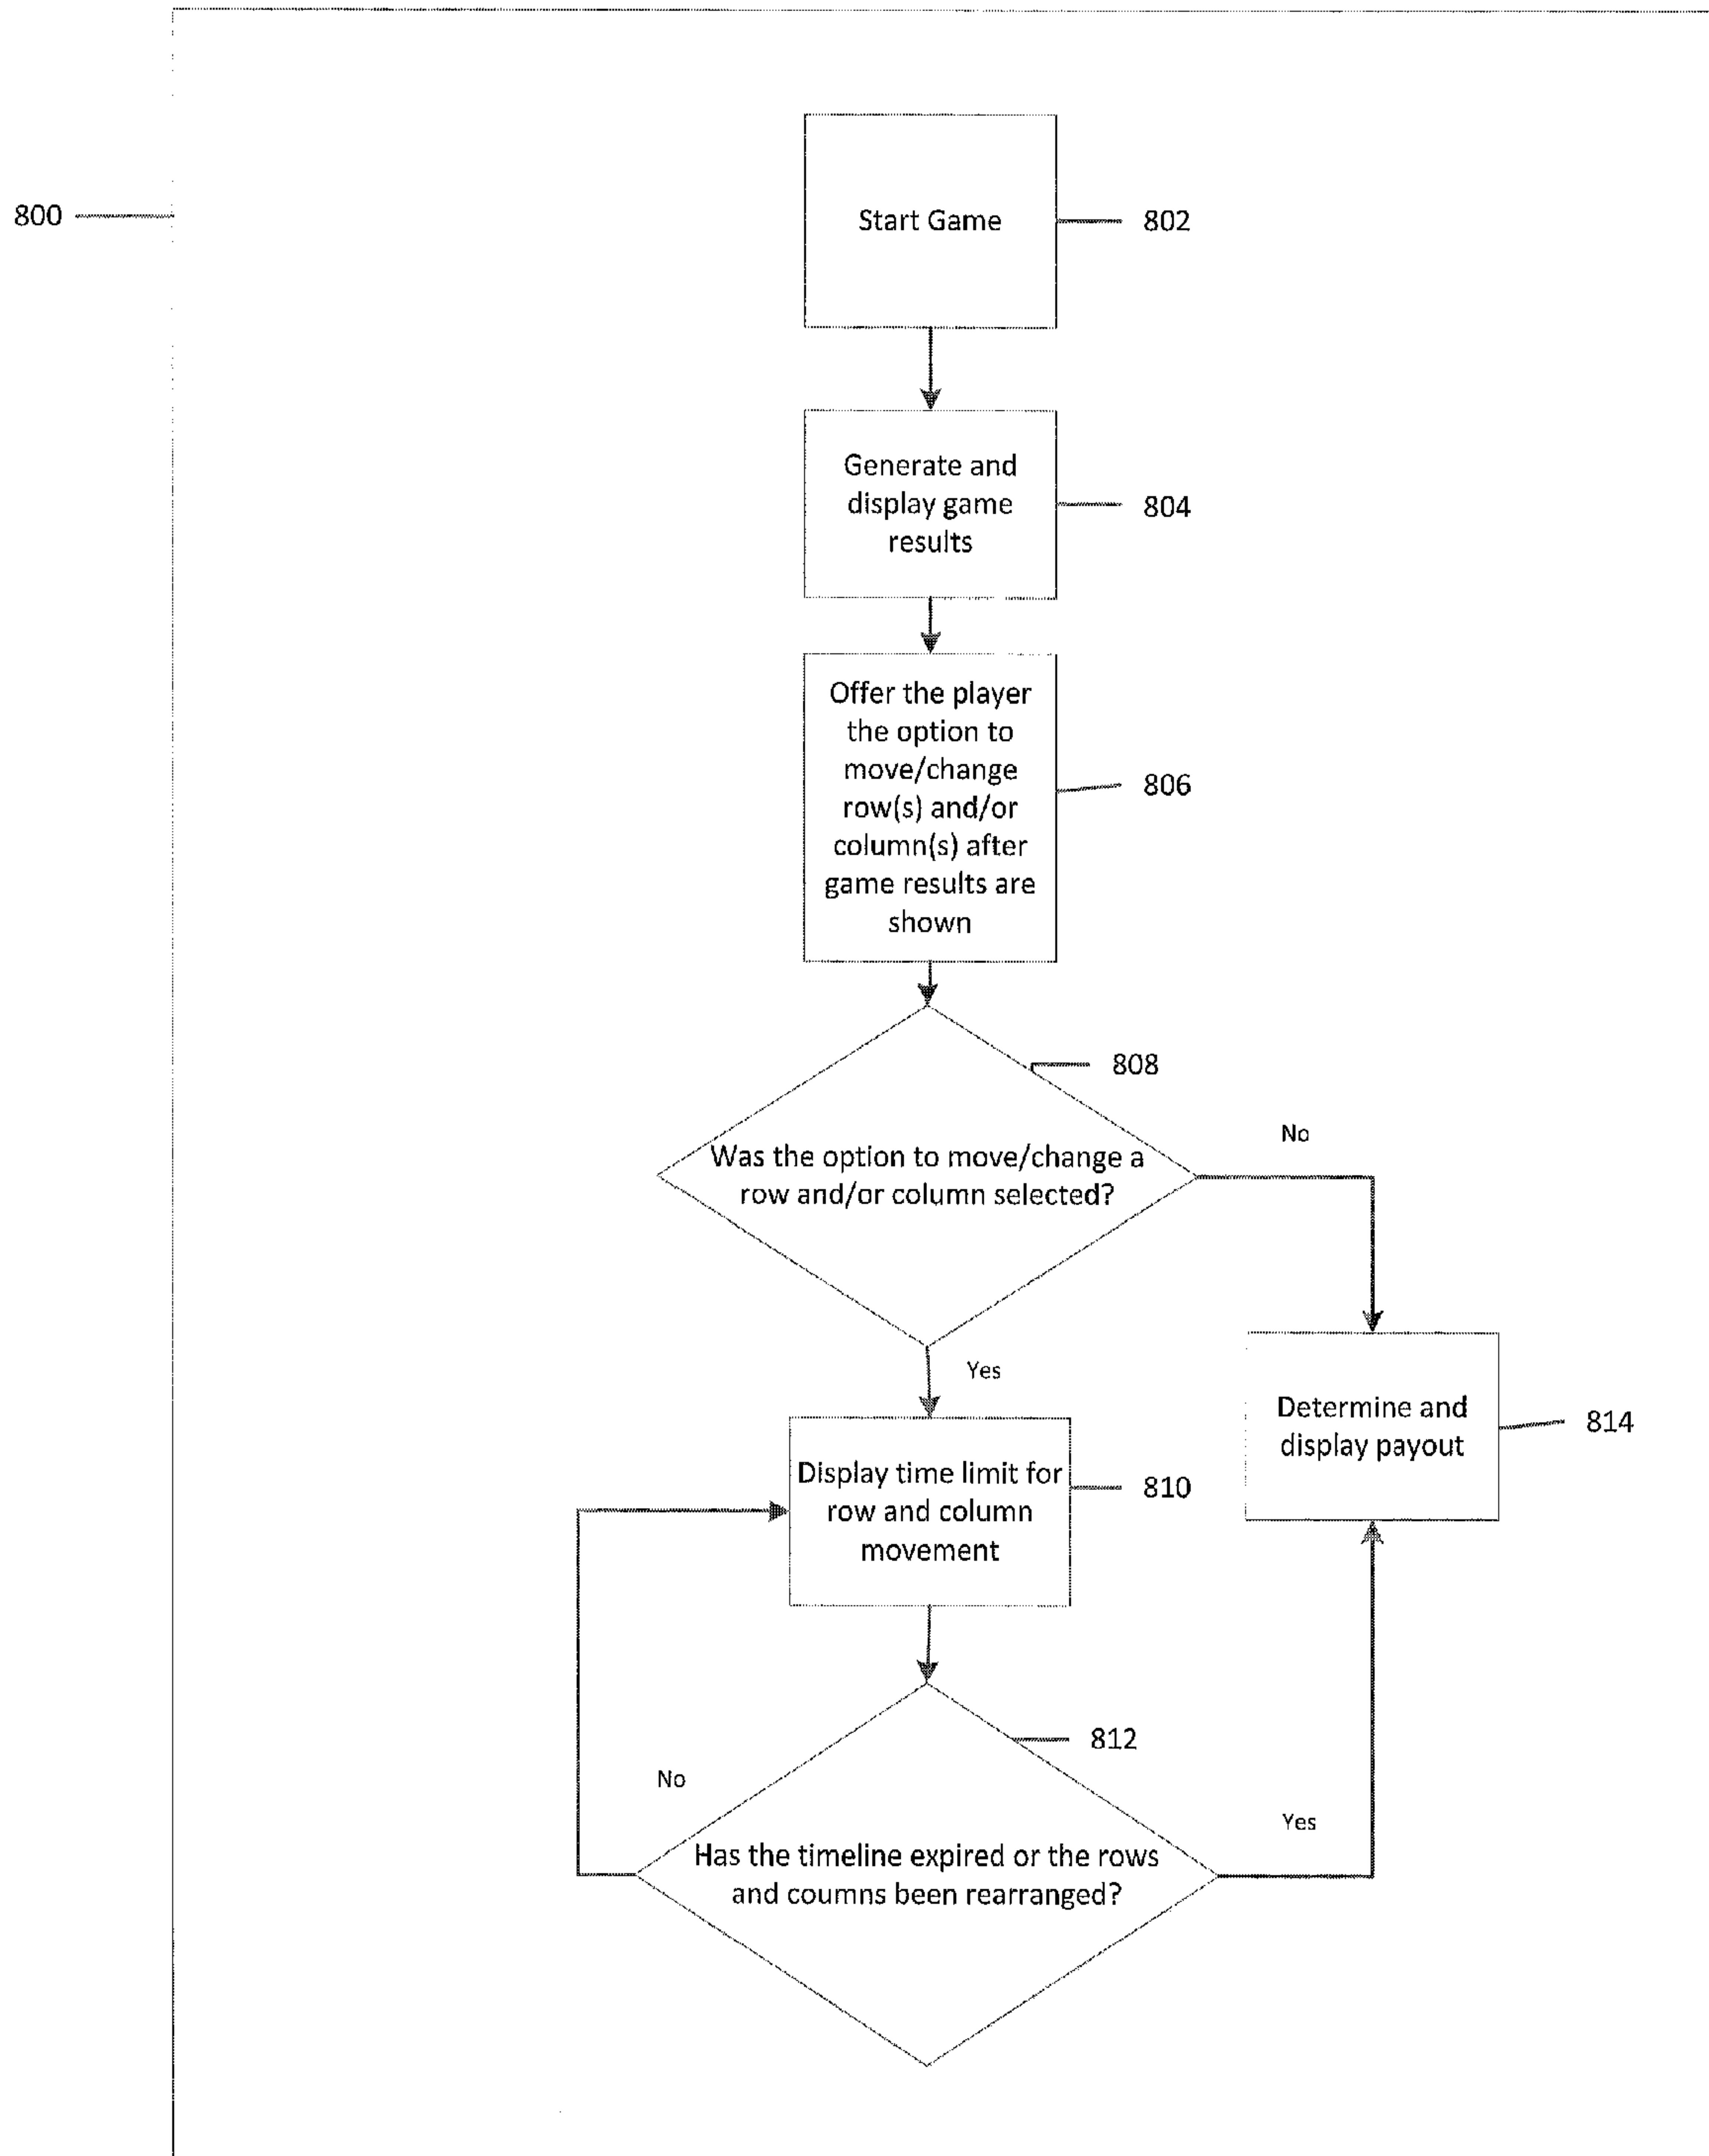 800
Start Game
802
Generate and
display game
results
804
Offer the player
the option to
move/change
row(s) and/or
column(s) after
game results are
shown
806
808
Was the option to move/change a
row and/or column selected?
No
Yes
Display time limit for
row and column
movement
810
Determine and
display payout
814
812
No
Has the timeline expired or the rows
and coumns been rearranged?
Yes